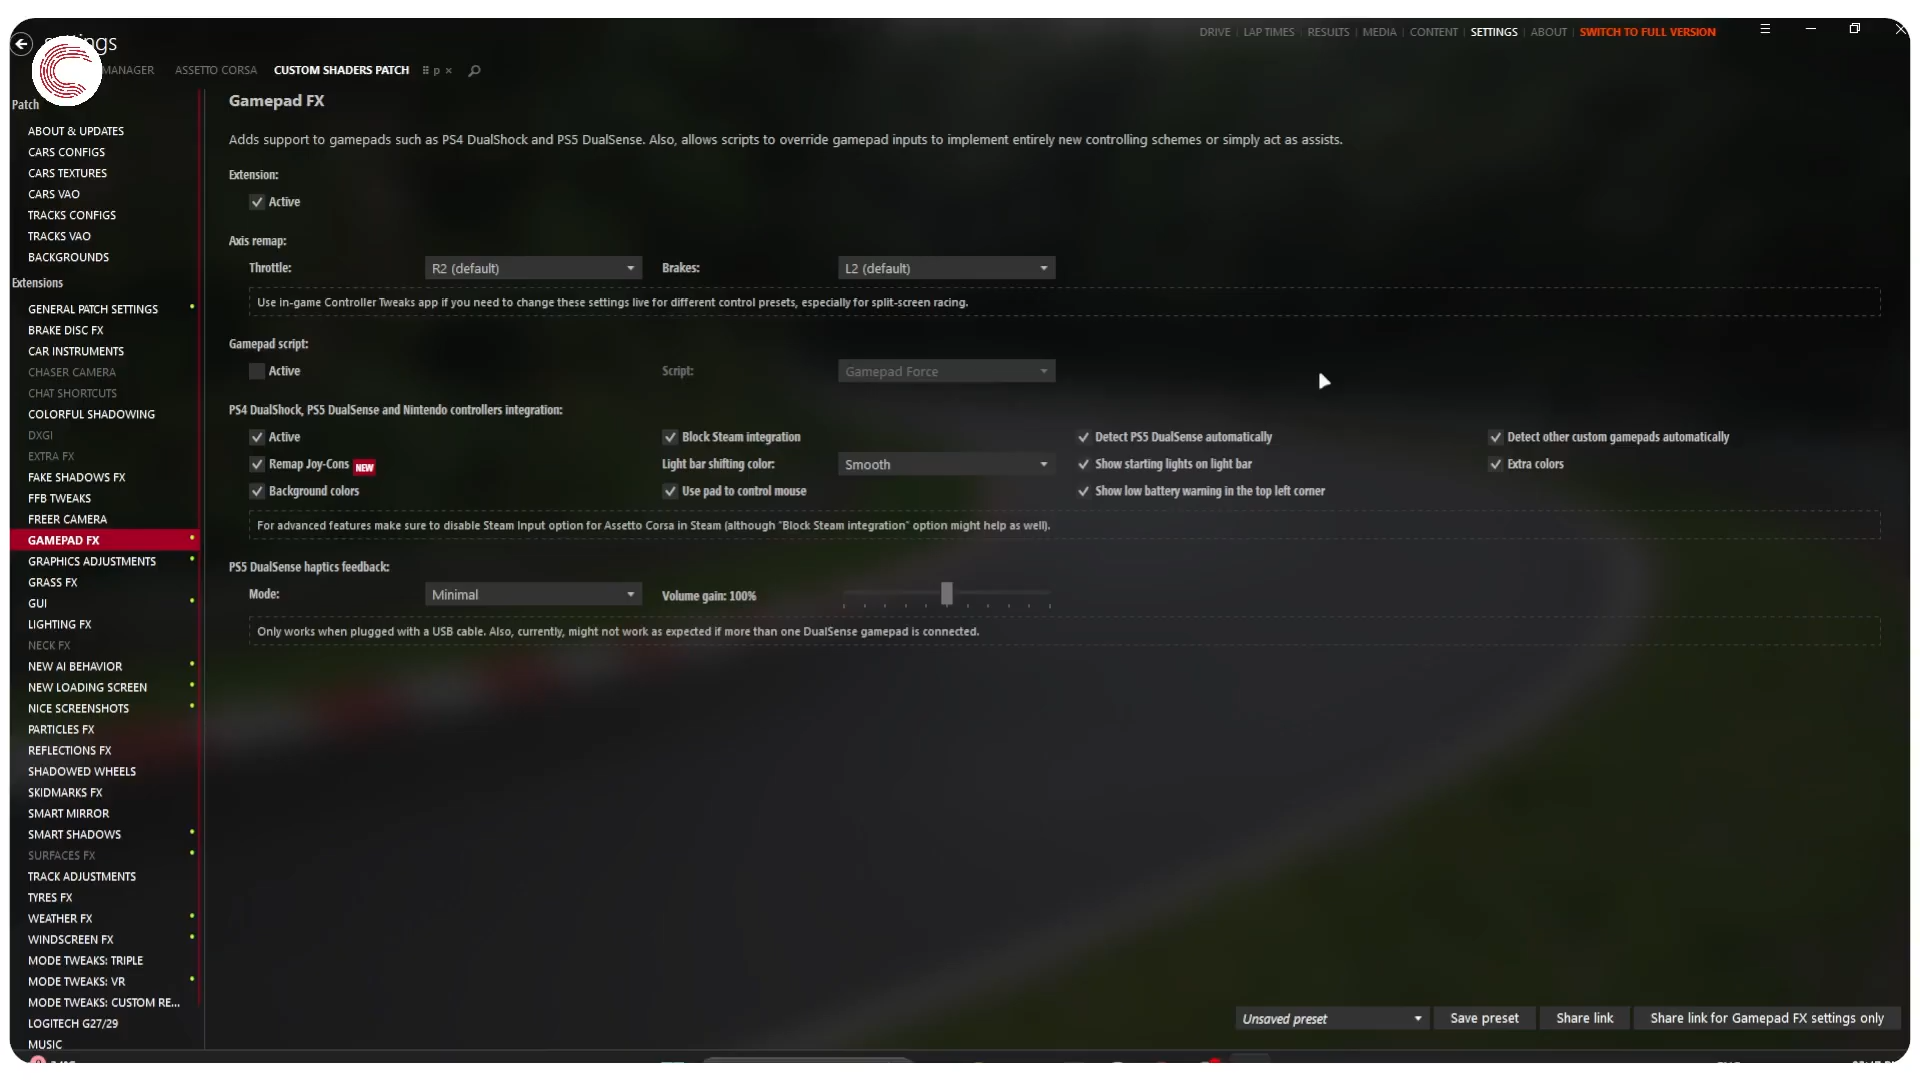 DRIVE | LAP TIMES | RESULTS | MEDIA | CONTENT | SETTINGS | ABOUT | SWITCH TO FULL VERSION
MANAGER ASSETTO CORSA CUSTOM SHADERS PATCH p
Patch
ABOUT & UPDATES
CARS CONFIGS
CARS TEXTURES
CARS VAO
TRACKS CONFIGS
TRACKS VAO
BACKGROUNDS
Extensions
GENERAL PATCH SETTINGS
BRAKE DISC FX
CAR INSTRUMENTS
CHASER CAMERA
CHAT SHORTCUTS
COLORFUL SHADOWING
DXGI
EXTRA FX
FAKE SHADOWS FX
FFB TWEAKS
FREER CAMERA
GAMEPAD FX
GRAPHICS ADJUSTMENTS
GRASS FX
GUI
LIGHTING FX
NECK FX
NEW AI BEHAVIOR
NEW LOADING SCREEN
NICE SCREENSHOTS
PARTICLES FX
REFLECTIONS FX
SHADOWED WHEELS
SKIDMARKS FX
SMART MIRROR
SMART SHADOWS
SURFACES FX
TRACK ADJUSTMENTS
TYRES FX
WEATHER FX
WINDSCREEN FX
MODE TWEAKS: TRIPLE
MODE TWEAKS: VR
MODE TWEAKS: CUSTOM RE...
LOGITECH G27/29
MUSIC
Gamepad FX
Adds support to gamepads such as PS4 DualShock and PS5 DualSense. Also, allows scripts to override gamepad inputs to implement entirely new controlling schemes or simply act as assists.
Extension:
Active
Axis remap:
Throttle: R2 (default) Brakes: L2 (default)
Use in-game Controller Tweaks app if you need to change these settings live for different control presets, especially for split-screen racing.
Gamepad script:
Active Script: Gamepad Force
PS4 DualShock, PS5 DualSense and Nintendo controllers integration:
Active Block Steam integration Detect PS5 DualSense automatically Detect other custom gamepads automatically
Remap Joy-Cons NEW Light bar shifting color: Smooth Show starting lights on light bar Extra colors
Background colors Use pad to control mouse Show low battery warning in the top left corner
For advanced features make sure to disable Steam Input option for Assetto Corsa in Steam (although "Block Steam integration" option might help as well).
PS5 DualSense haptics feedback:
Mode: Minimal Volume gain: 100%
Only works when plugged with a USB cable. Also, currently, might not work as expected if more than one DualSense gamepad is connected.
Unsaved preset Save preset Share link Share link for Gamepad FX settings only